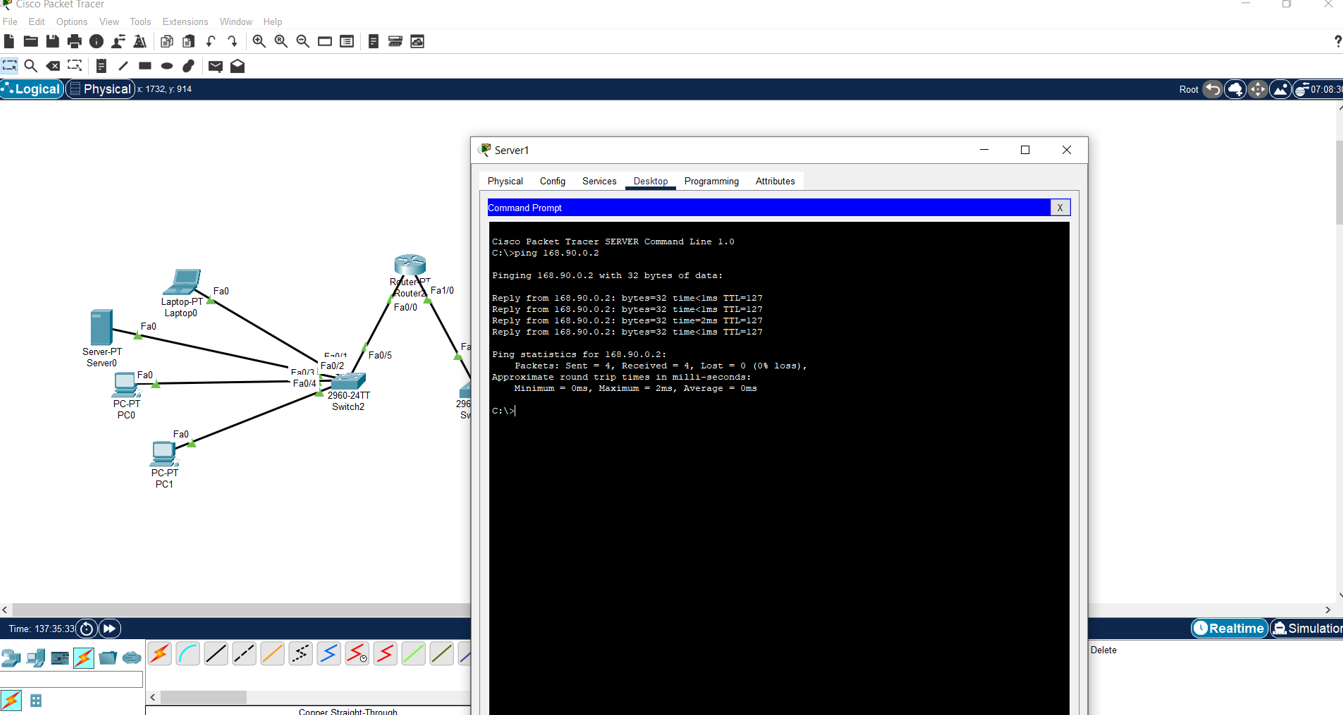 Cisco Packet Tracer
File Edit Options View Tools Extensions Window Help
?
Logical Physical x: 1732, y: 914
Root 07:08:30
Server1
Physical Config Services Desktop Programming Attributes
Command Prompt X
Cisco Packet Tracer SERVER Command Line 1.0
C:\>ping 168.90.0.2
Pinging 168.90.0.2 with 32 bytes of data:
Reply from 168.90.0.2: bytes=32 time<1ms TTL=127
Reply from 168.90.0.2: bytes=32 time<1ms TTL=127
Reply from 168.90.0.2: bytes=32 time=2ms TTL=127
Reply from 168.90.0.2: bytes=32 time<1ms TTL=127
Ping statistics for 168.90.0.2:
Packets: Sent = 4, Received = 4, Lost = 0 (0% loss),
Approximate round trip times in milli-seconds:
Minimum = 0ms, Maximum = 2ms, Average = 0ms
C:\>
Router-PT
Router2
Fa1/0
Fa0/0
Laptop-PT
Laptop0
Fa0
Server-PT
Server0
Fa0
PC-PT
PC0
Fa0
PC-PT
PC1
Fa0
Fa0/1
Fa0/2
Fa0/3
Fa0/4
Fa0/5
2960-24TT
Switch2
Fa
296
Sw
Time: 137:35:33
Realtime Simulation
Delete
Copper Straight-Through